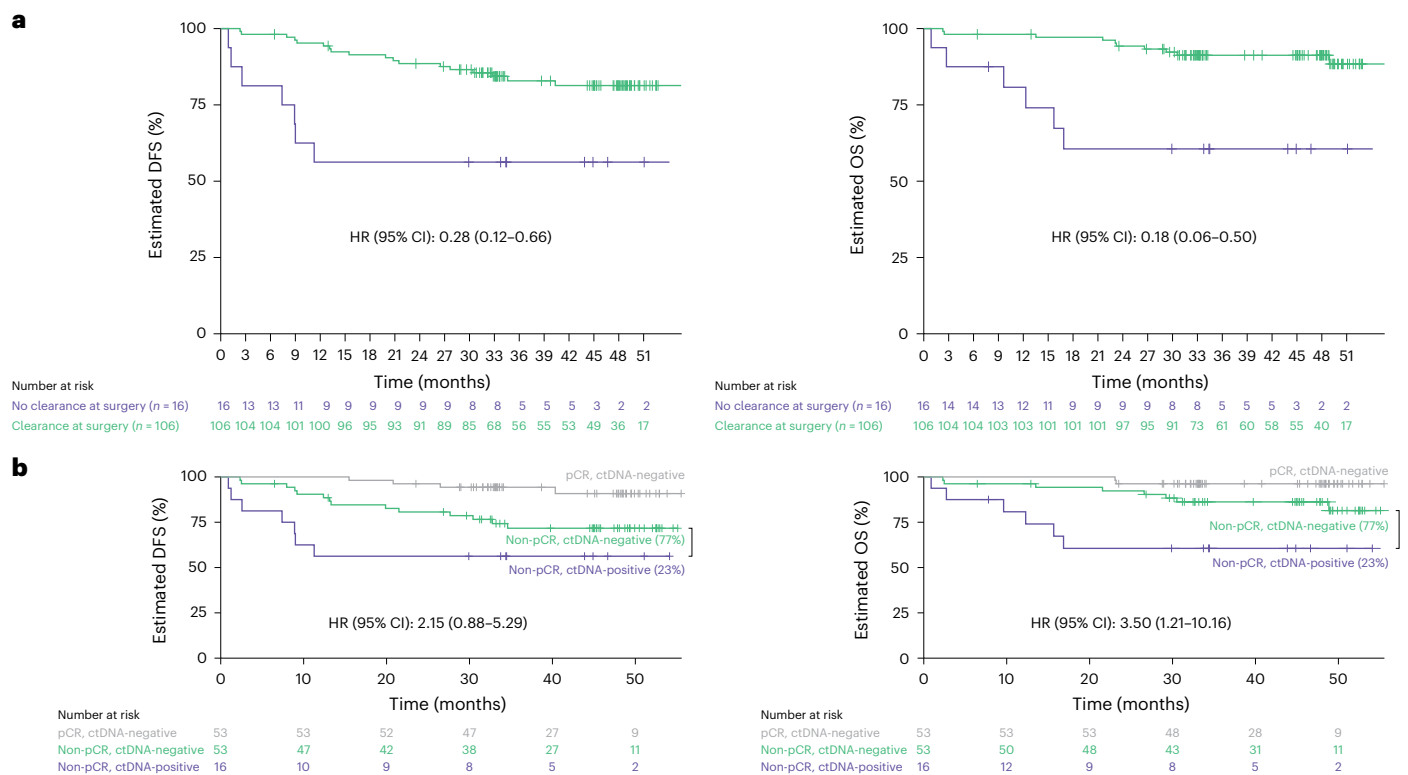 a
100
75
50
25
0
Estimated DFS (%)
HR (95% CI): 0.28 (0.12–0.66)
0 3 6 9 12 15 18 21 24 27 30 33 36 39 42 45 48 51
Time (months)
Number at risk
No clearance at surgery (n = 16) 16 13 13 11 9 9 9 9 9 9 8 8 5 5 5 3 2 2
Clearance at surgery (n = 106) 106 104 104 101 100 96 95 93 91 89 85 68 56 55 53 49 36 17
100
75
50
25
0
Estimated OS (%)
HR (95% CI): 0.18 (0.06–0.50)
0 3 6 9 12 15 18 21 24 27 30 33 36 39 42 45 48 51
Time (months)
Number at risk
No clearance at surgery (n = 16) 16 14 14 13 12 11 9 9 9 9 8 8 5 5 5 3 2 2
Clearance at surgery (n = 106) 106 104 104 103 103 101 101 101 97 95 91 73 61 60 58 55 40 17
b
100
75
50
25
0
Estimated DFS (%)
pCR, ctDNA-negative
Non-pCR, ctDNA-negative (77%)
Non-pCR, ctDNA-positive (23%)
HR (95% CI): 2.15 (0.88–5.29)
0 10 20 30 40 50
Time (months)
Number at risk
pCR, ctDNA-negative 53 53 52 47 27 9
Non-pCR, ctDNA-negative 53 47 42 38 27 11
Non-pCR, ctDNA-positive 16 10 9 8 5 2
100
75
50
25
0
Estimated OS (%)
pCR, ctDNA-negative
Non-pCR, ctDNA-negative (77%)
Non-pCR, ctDNA-positive (23%)
HR (95% CI): 3.50 (1.21–10.16)
0 10 20 30 40 50
Time (months)
Number at risk
pCR, ctDNA-negative 53 53 53 48 28 9
Non-pCR, ctDNA-negative 53 50 48 43 31 11
Non-pCR, ctDNA-positive 16 12 9 8 5 2